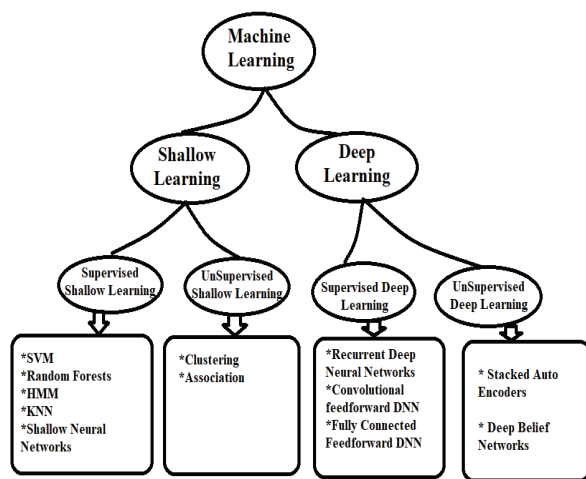 Machine
Learning
Shallow
Learning
Deep
Learning
Supervised
Shallow Learning
UnSupervised
Shallow Learning
Supervised Deep
Learning
UnSupervised
Deep Learning
*SVM
*Random Forests
*HMM
*KNN
*Shallow Neural
Networks
*Clustering
*Association
*Recurrent Deep
Neural Networks
*Convolutional
feedforward DNN
*Fully Connected
Feedforward DNN
* Stacked Auto
Encoders
* Deep Belief
Networks